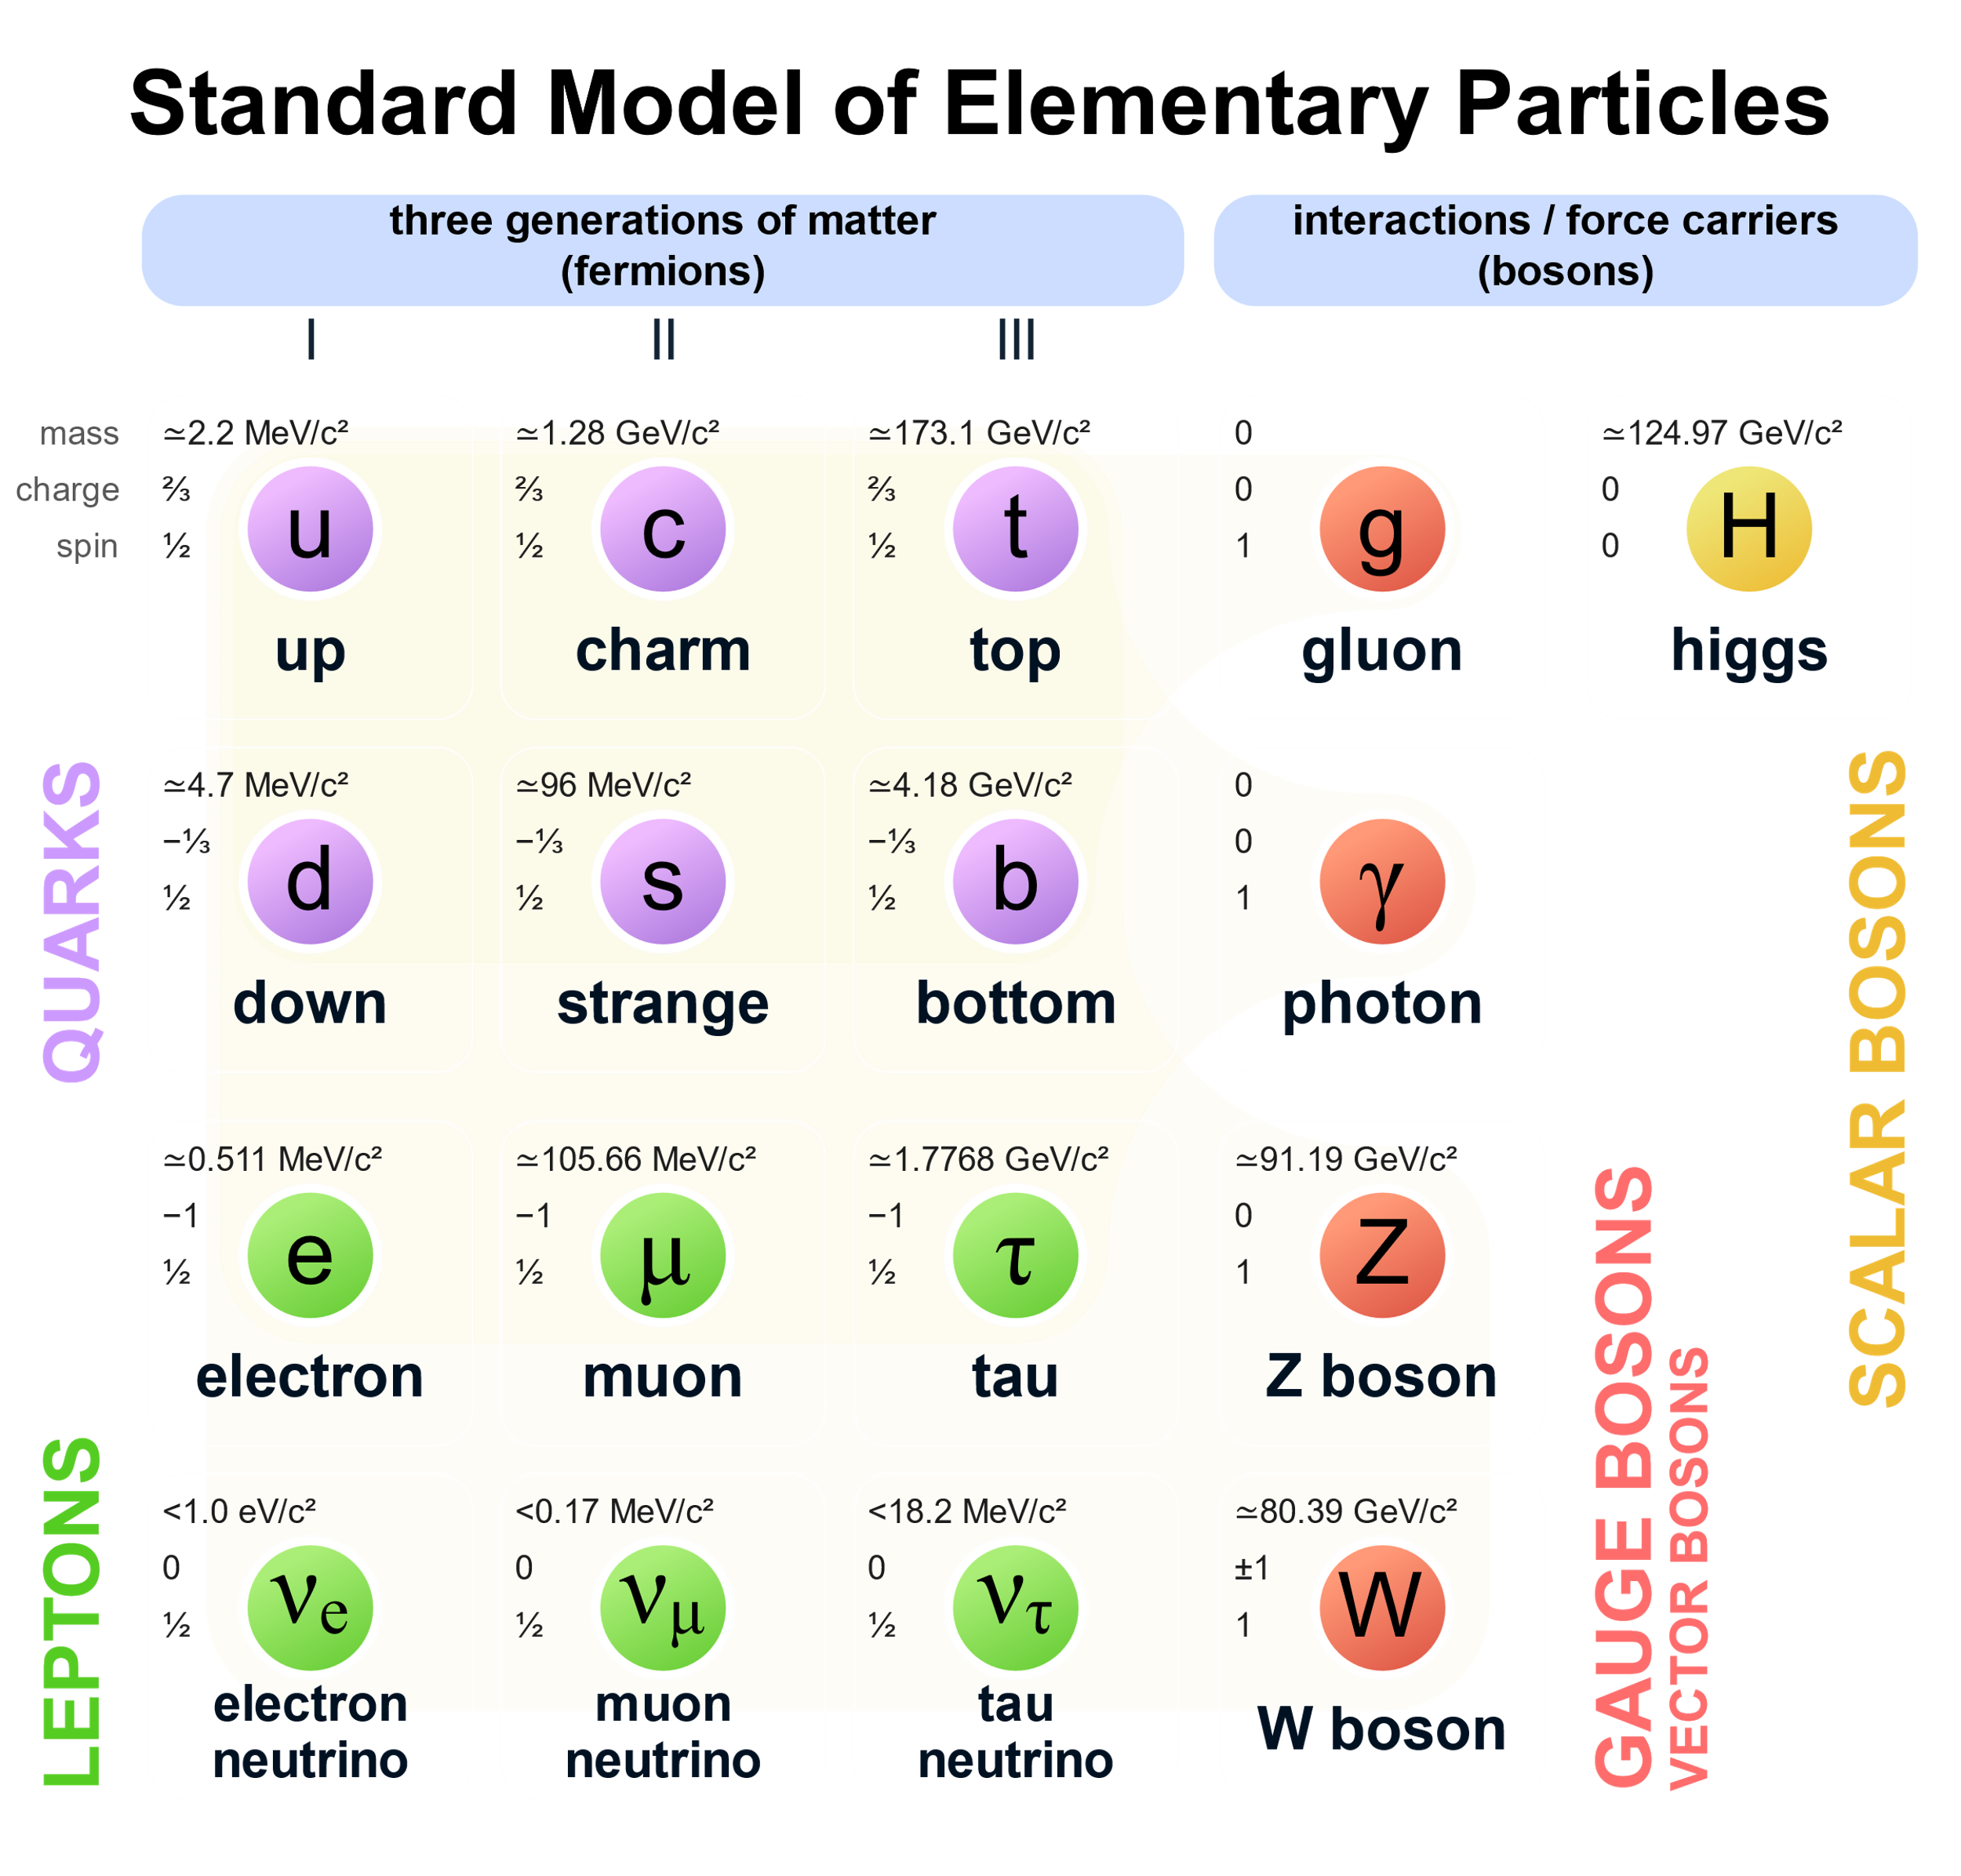 Standard Model of Elementary Particles
three generations of matter
(fermions)
interactions / force carriers
(bosons)
I
II
III
mass
charge
spin
≃2.2 MeV/c²
⅔
½
u
up
≃1.28 GeV/c²
⅔
½
c
charm
≃173.1 GeV/c²
⅔
½
t
top
0
0
1
g
gluon
≃124.97 GeV/c²
0
0
H
higgs
QUARKS
≃4.7 MeV/c²
−⅓
½
d
down
≃96 MeV/c²
−⅓
½
s
strange
≃4.18 GeV/c²
−⅓
½
b
bottom
0
0
1
γ
photon
SCALAR BOSONS
≃0.511 MeV/c²
−1
½
e
electron
≃105.66 MeV/c²
−1
½
μ
muon
≃1.7768 GeV/c²
−1
½
τ
tau
≃91.19 GeV/c²
0
1
Z
Z boson
GAUGE BOSONS
VECTOR BOSONS
LEPTONS
<1.0 eV/c²
0
½
νe
electron
neutrino
<0.17 MeV/c²
0
½
νμ
muon
neutrino
<18.2 MeV/c²
0
½
ντ
tau
neutrino
≃80.39 GeV/c²
±1
1
W
W boson